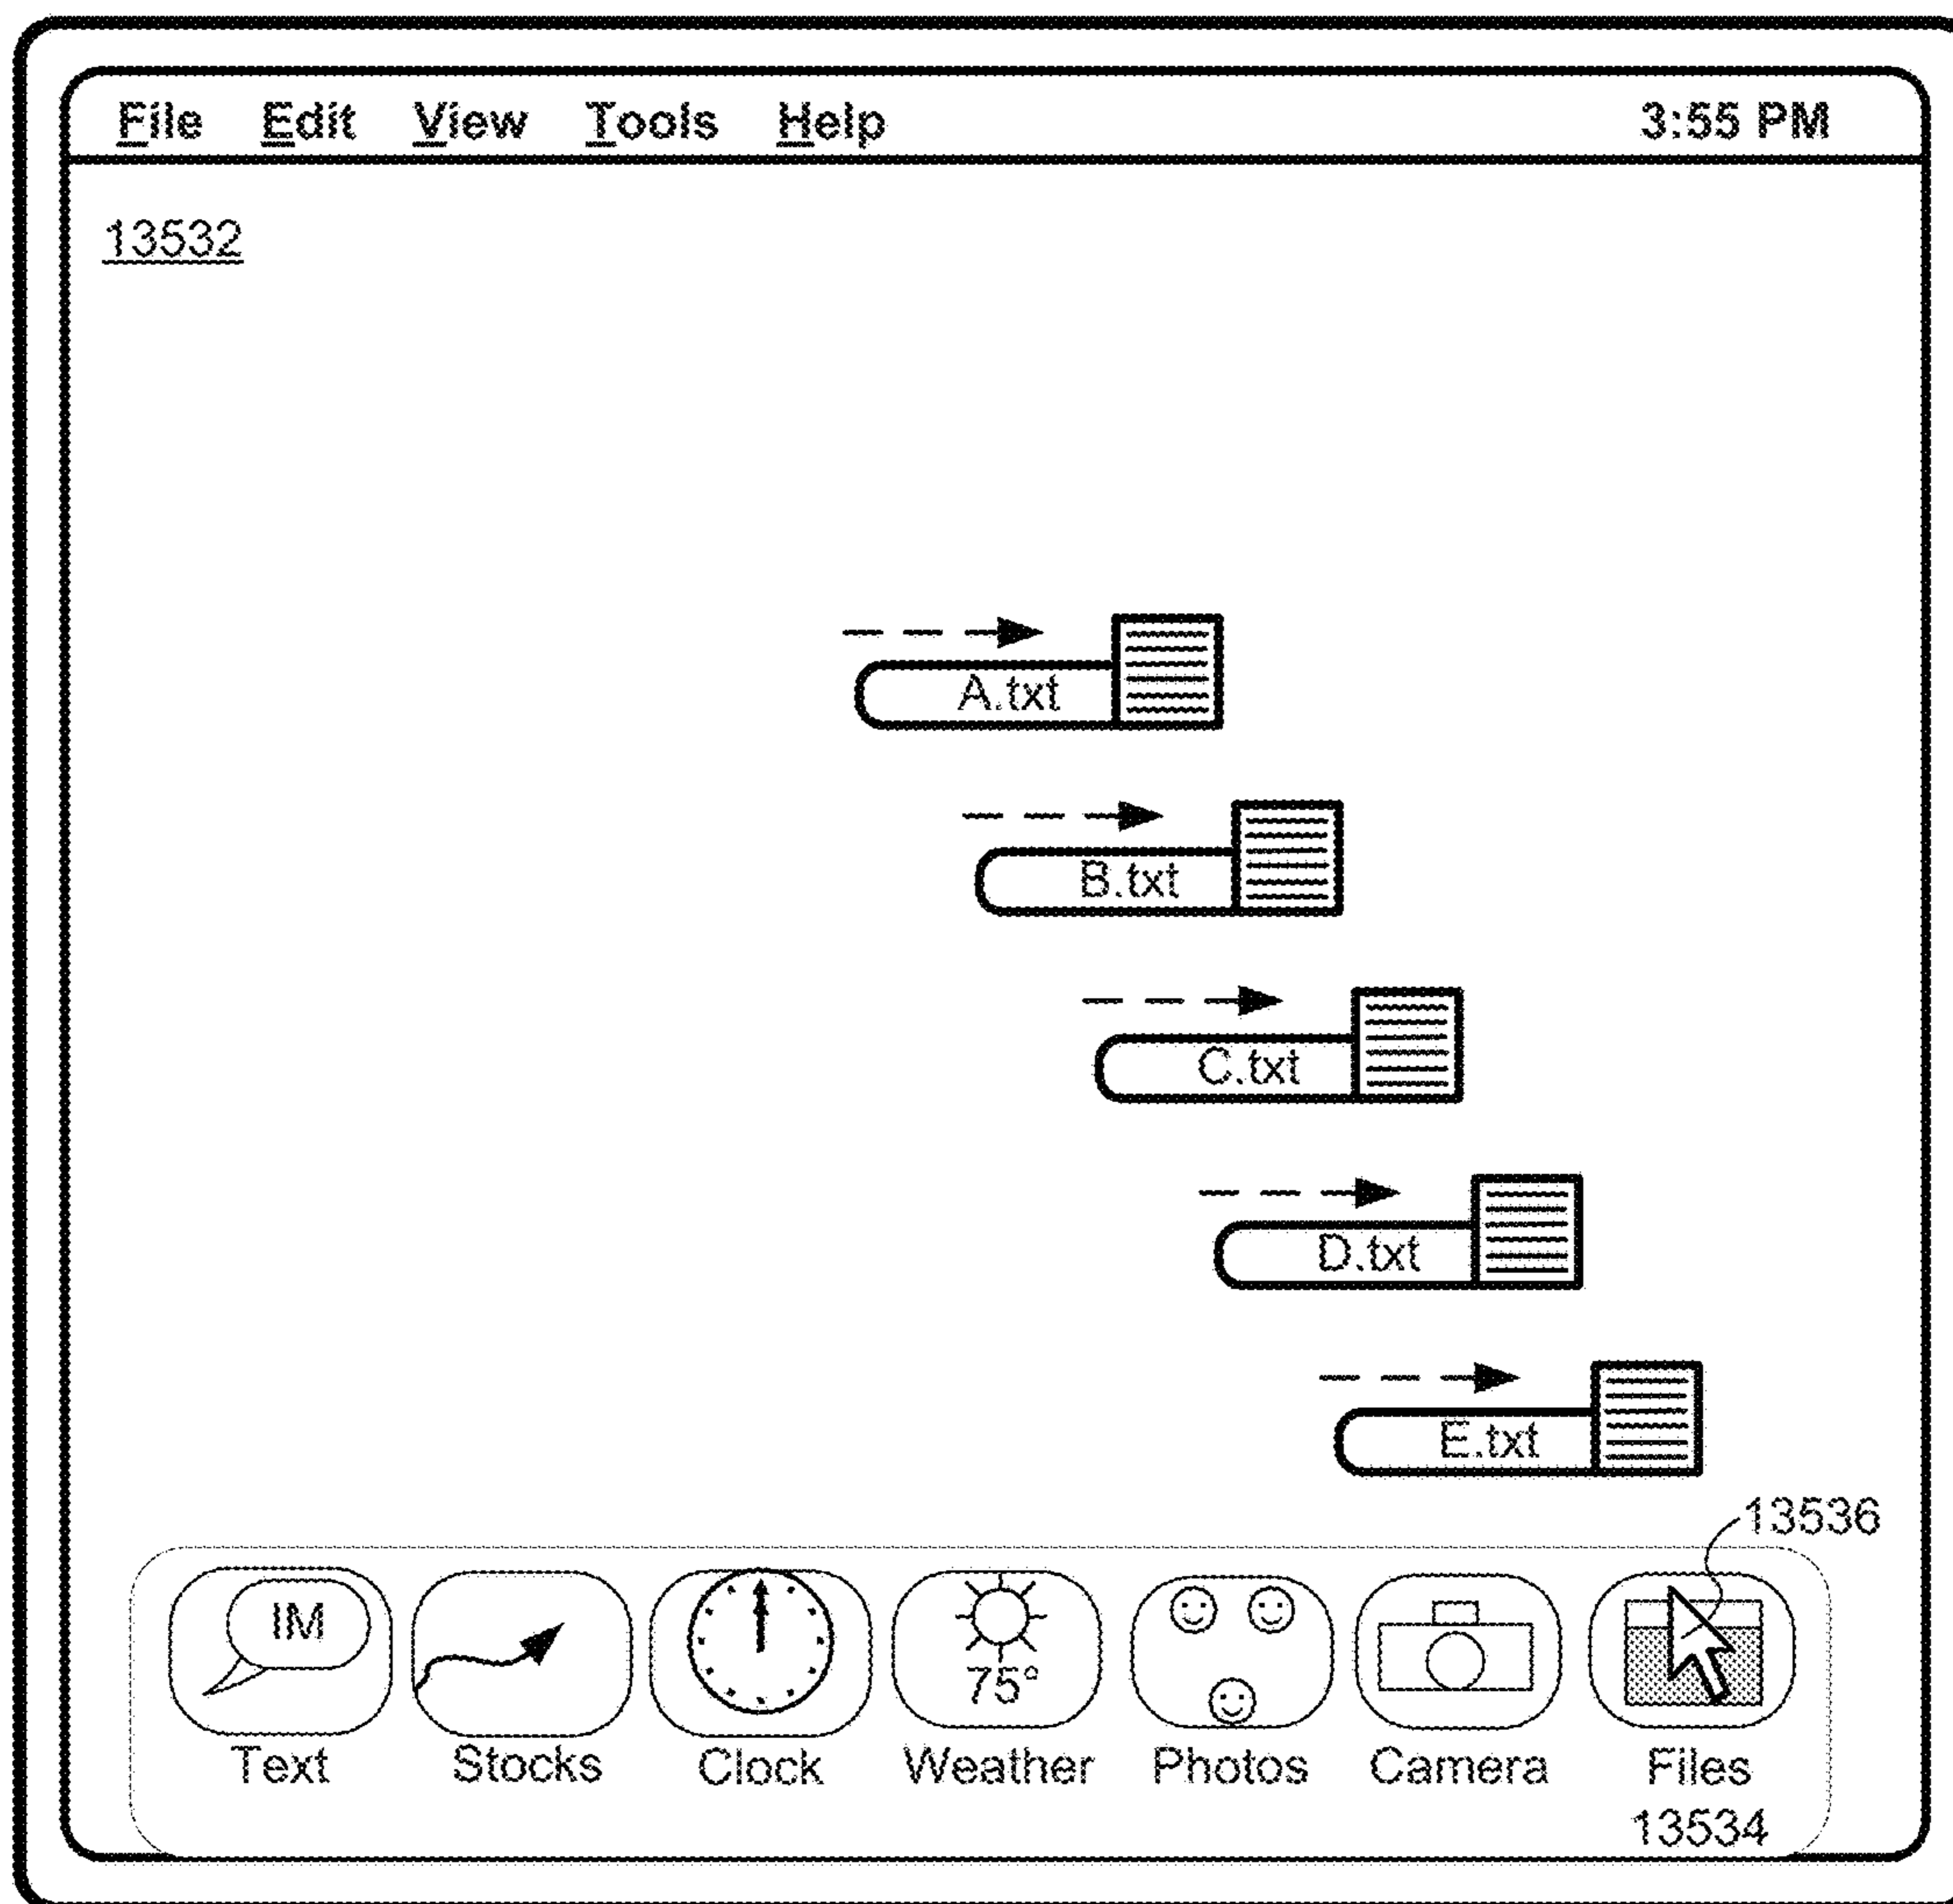 File Edit View Tools Help 3:55 PM
13532
A.txt
B.txt
C.txt
D.txt
E.txt
13536
IM
75°
Text Stocks Clock Weather Photos Camera Files
13534